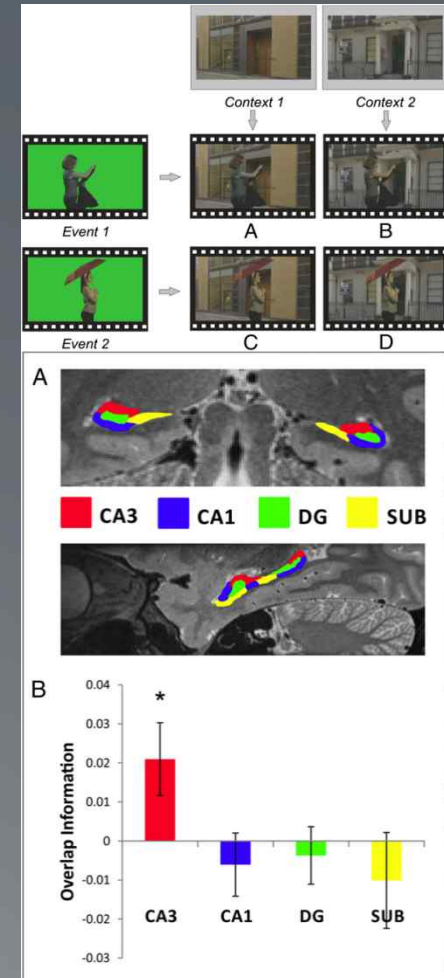 Context 1 Context 2
Event 1 A B
Event 2 C D
A
CA3 CA1 DG SUB
B
Overlap Information
0.04
0.03
0.02
0.01
0
-0.01
-0.02
-0.03
*
CA3 CA1 DG SUB